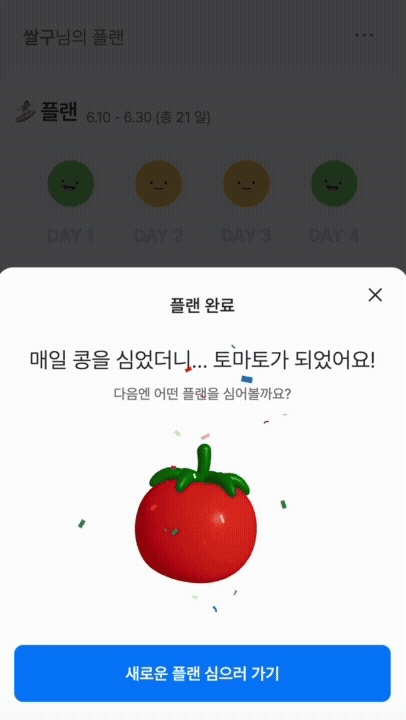 쌀구님의 플랜
플랜 6.10 - 6.30 (총 21 일)
DAY 1 DAY 2 DAY 3 DAY 4
플랜 완료
매일 콩을 심었더니... 토마토가 되었어요!
다음엔 어떤 플랜을 심어볼까요?
새로운 플랜 심으러 가기